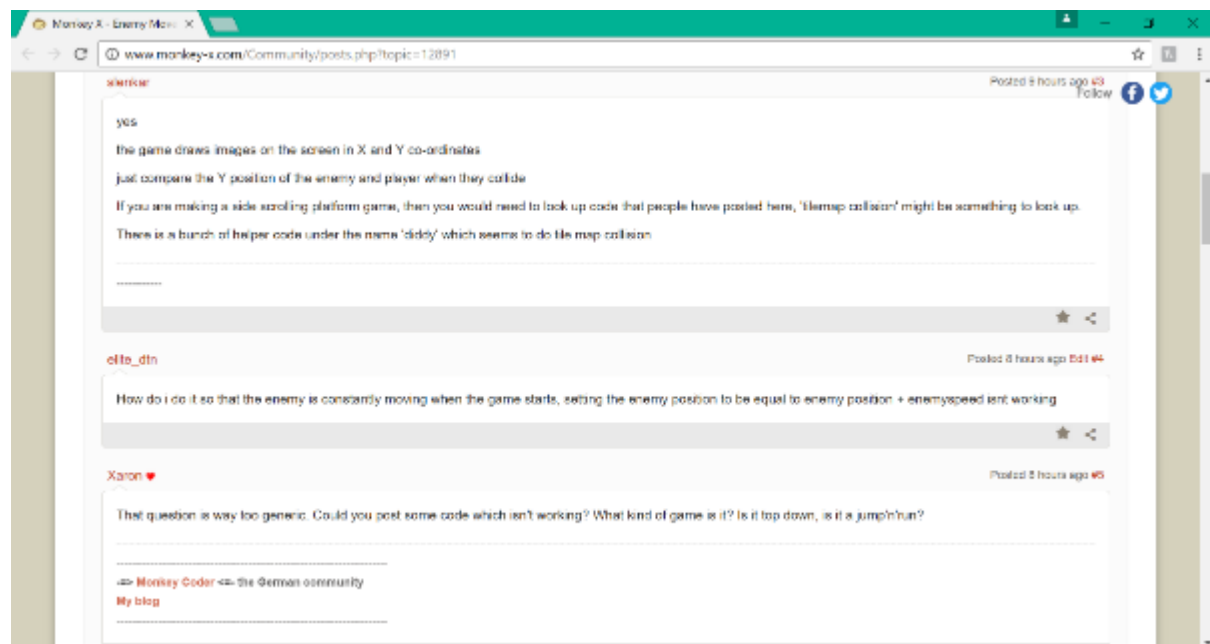 Monkey X - Enemy Move
www.monkey-x.com/Community/posts.php?topic=12891
slenkar
Posted 9 hours ago #3
Follow
yes
the game draws images on the screen in X and Y co-ordinates
just compare the Y position of the enemy and player when they collide
If you are making a side scrolling platform game, then you would need to look up code that people have posted here, 'tilemap collision' might be something to look up.
There is a bunch of helper code under the name 'diddy' which seems to do tile map collision
-----------
elite_dtn
Posted 8 hours ago Edit #4
How do i do it so that the enemy is constantly moving when the game starts, setting the enemy position to be equal to enemy position + enemyspeed isnt working
Xaron
Posted 8 hours ago #5
That question is way too generic. Could you post some code which isn't working? What kind of game is it? Is it top down, is it a jump'n'run?
-=> Monkey Coder <=- the German community
My blog